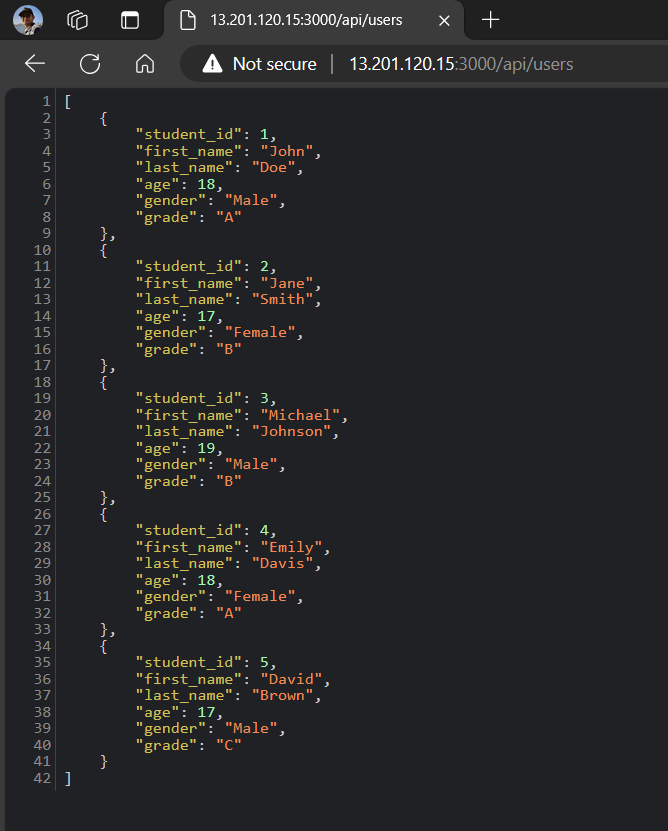 13.201.120.15:3000/api/users
Not secure | 13.201.120.15:3000/api/users
1 [
2 {
3 "student_id": 1,
4 "first_name": "John",
5 "last_name": "Doe",
6 "age": 18,
7 "gender": "Male",
8 "grade": "A"
9 },
10 {
11 "student_id": 2,
12 "first_name": "Jane",
13 "last_name": "Smith",
14 "age": 17,
15 "gender": "Female",
16 "grade": "B"
17 },
18 {
19 "student_id": 3,
20 "first_name": "Michael",
21 "last_name": "Johnson",
22 "age": 19,
23 "gender": "Male",
24 "grade": "B"
25 },
26 {
27 "student_id": 4,
28 "first_name": "Emily",
29 "last_name": "Davis",
30 "age": 18,
31 "gender": "Female",
32 "grade": "A"
33 },
34 {
35 "student_id": 5,
36 "first_name": "David",
37 "last_name": "Brown",
38 "age": 17,
39 "gender": "Male",
40 "grade": "C"
41 }
42 ]